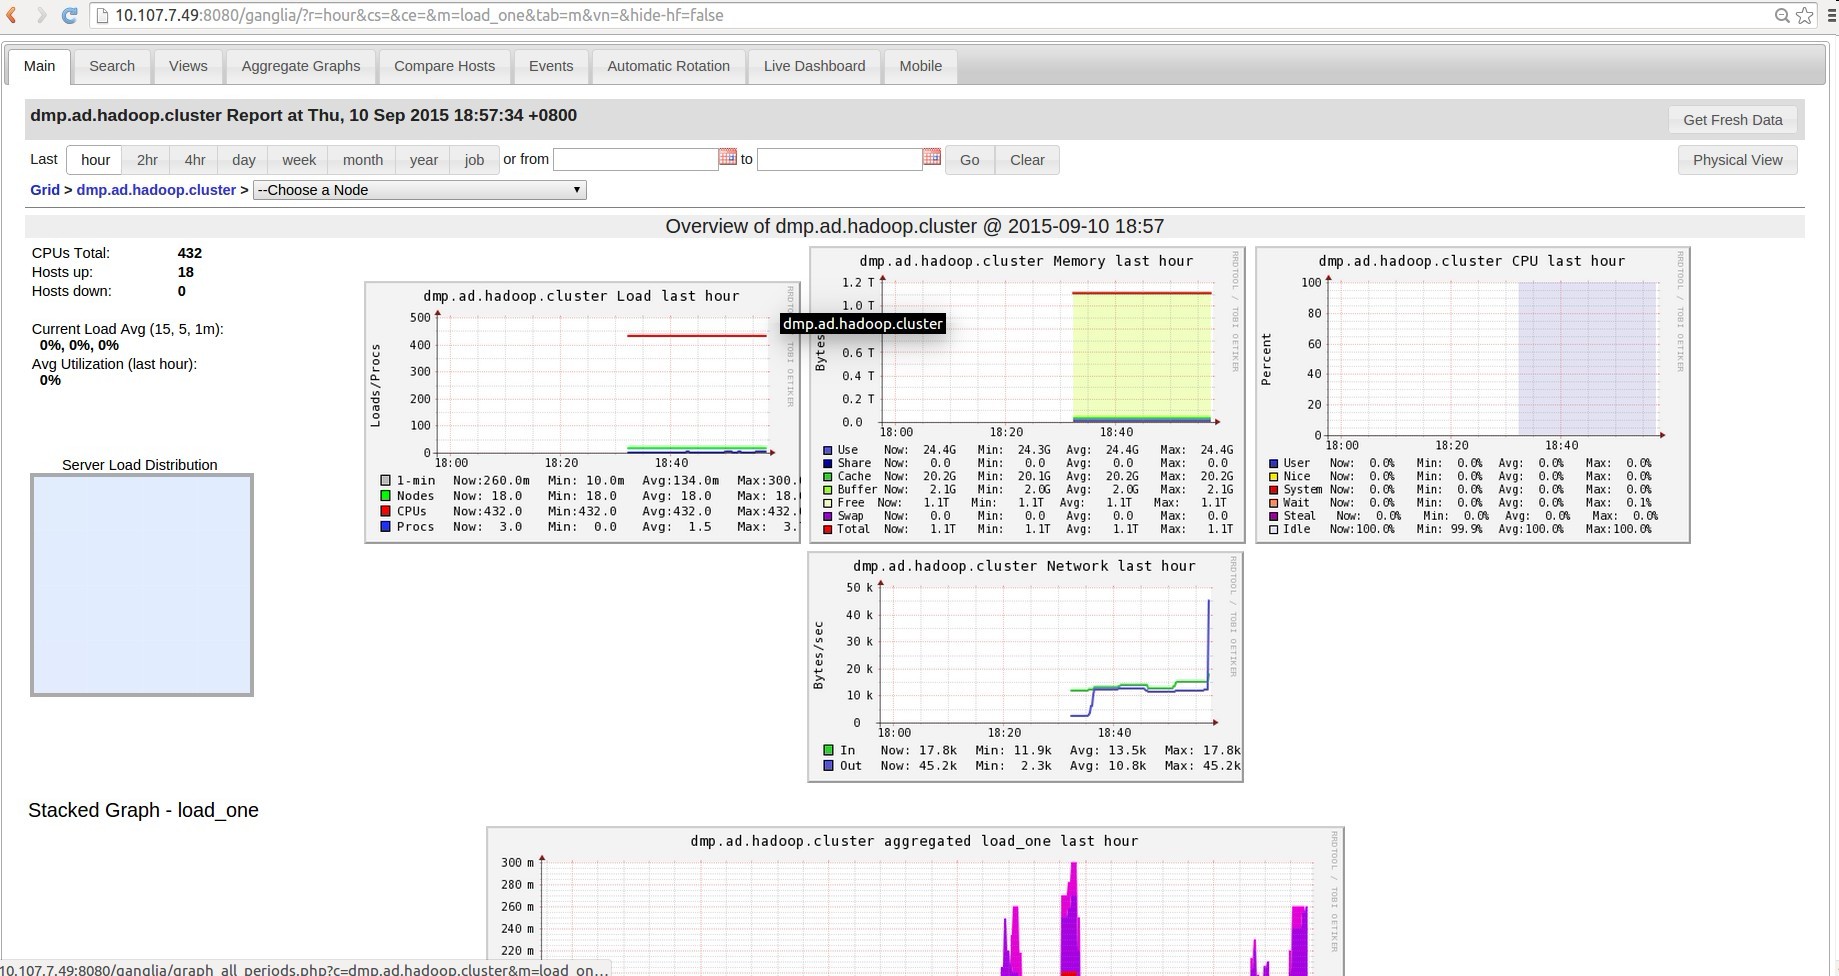 10.107.7.49:8080/ganglia/?r=hour&cs=&ce=&m=load_one&tab=m&vn=&hide-hf=false
Main Search Views Aggregate Graphs Compare Hosts Events Automatic Rotation Live Dashboard Mobile
dmp.ad.hadoop.cluster Report at Thu, 10 Sep 2015 18:57:34 +0800
Get Fresh Data
Last hour 2hr 4hr day week month year job or from to Go Clear Physical View
Grid > dmp.ad.hadoop.cluster > --Choose a Node
Overview of dmp.ad.hadoop.cluster @ 2015-09-10 18:57
CPUs Total: 432
Hosts up: 18
Hosts down: 0
Current Load Avg (15, 5, 1m):
0%, 0%, 0%
Avg Utilization (last hour):
0%
Server Load Distribution
dmp.ad.hadoop.cluster Load last hour
Loads/Procs
500
400
300
200
100
0
18:00 18:20 18:40
1-min Now:260.0m Min: 10.0m Avg:134.0m Max:300.
Nodes Now: 18.0 Min: 18.0 Avg: 18.0 Max: 18.
CPUs Now:432.0 Min:432.0 Avg:432.0 Max:432.
Procs Now: 3.0 Min: 0.0 Avg: 1.5 Max: 3.
TOBI OETIKER
dmp.ad.hadoop.cluster
dmp.ad.hadoop.cluster Memory last hour
Bytes
1.2 T
1.0 T
0.6 T
0.4 T
0.2 T
0.0
18:00 18:20 18:40
Use Now: 24.4G Min: 24.3G Avg: 24.4G Max: 24.4G
Share Now: 0.0 Min: 0.0 Avg: 0.0 Max: 0.0
Cache Now: 20.2G Min: 20.1G Avg: 20.2G Max: 20.2G
Buffer Now: 2.1G Min: 2.0G Avg: 2.0G Max: 2.1G
Free Now: 1.1T Min: 1.1T Avg: 1.1T Max: 1.1T
Swap Now: 0.0 Min: 0.0 Avg: 0.0 Max: 0.0
Total Now: 1.1T Min: 1.1T Avg: 1.1T Max: 1.1T
RRDTOOL / TOBI OETIKER
dmp.ad.hadoop.cluster CPU last hour
Percent
100
80
60
40
20
0
18:00 18:20 18:40
User Now: 0.0% Min: 0.0% Avg: 0.0% Max: 0.0%
Nice Now: 0.0% Min: 0.0% Avg: 0.0% Max: 0.0%
System Now: 0.0% Min: 0.0% Avg: 0.0% Max: 0.0%
Wait Now: 0.0% Min: 0.0% Avg: 0.0% Max: 0.1%
Steal Now: 0.0% Min: 0.0% Avg: 0.0% Max: 0.0%
Idle Now:100.0% Min: 99.9% Avg:100.0% Max:100.0%
RRDTOOL / TOBI OETIKER
dmp.ad.hadoop.cluster Network last hour
Bytes/sec
50 k
40 k
30 k
20 k
10 k
0
18:00 18:20 18:40
In Now: 17.8k Min: 11.9k Avg: 13.5k Max: 17.8k
Out Now: 45.2k Min: 2.3k Avg: 10.8k Max: 45.2k
RRDTOOL / TOBI OETIKER
Stacked Graph - load_one
dmp.ad.hadoop.cluster aggregated load_one last hour
300 m
280 m
260 m
240 m
220 m
RRDTOOL / TOBI OETIKER
10.107.7.49:8080/ganglia/graph_all_periods.php?c=dmp.ad.hadoop.cluster&m=load_on...